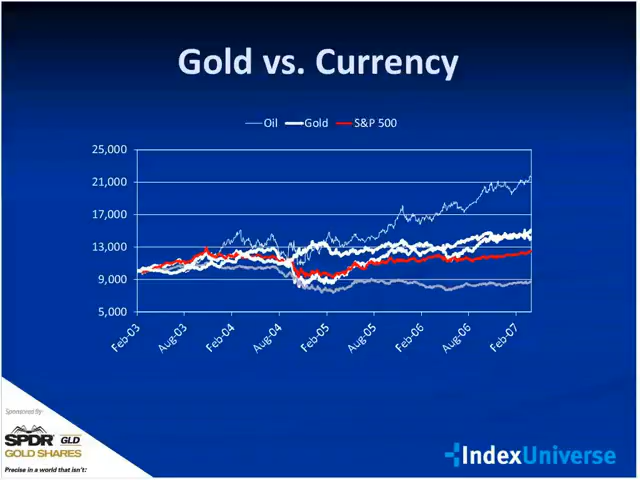 Gold vs. Currency
Oil Gold S&P 500
25,000
21,000
17,000
13,000
9,000
5,000
Feb-03 Aug-03 Feb-04 Aug-04 Feb-05 Aug-05 Feb-06 Aug-06 Feb-07
Sponsored By:
SPDR GLD
GOLD SHARES
Precise in a world that isn't:
IndexUniverse